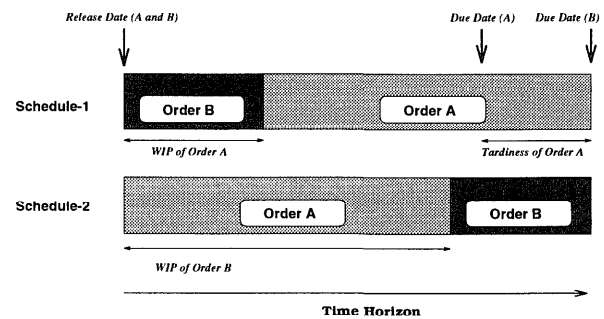 Release Date (A and B)
Due Date (A)
Due Date (B)
Schedule-1
Order B
Order A
WIP of Order A
Tardiness of Order A
Schedule-2
Order A
Order B
WIP of Order B
Time Horizon